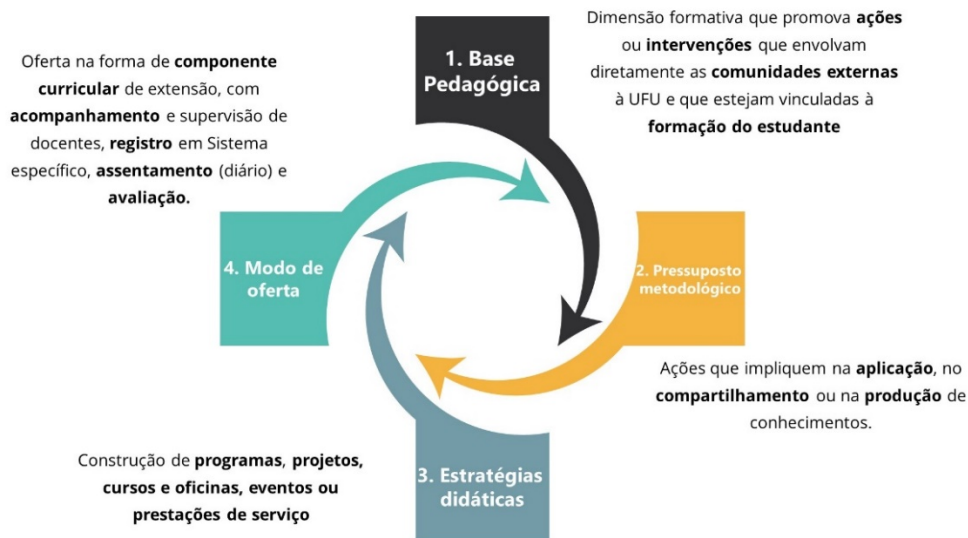 1. Base
Pedagógica
Dimensão formativa que promova ações
ou intervenções que envolvam
diretamente as comunidades externas
à UFU e que estejam vinculadas à
formação do estudante
2. Pressuposto
metodológico
Ações que impliquem na aplicação, no
compartilhamento ou na produção de
conhecimentos.
3. Estratégias
didáticas
Construção de programas, projetos,
cursos e oficinas, eventos ou
prestações de serviço
4. Modo de
oferta
Oferta na forma de componente
curricular de extensão, com
acompanhamento e supervisão de
docentes, registro em Sistema
específico, assentamento (diário) e
avaliação.